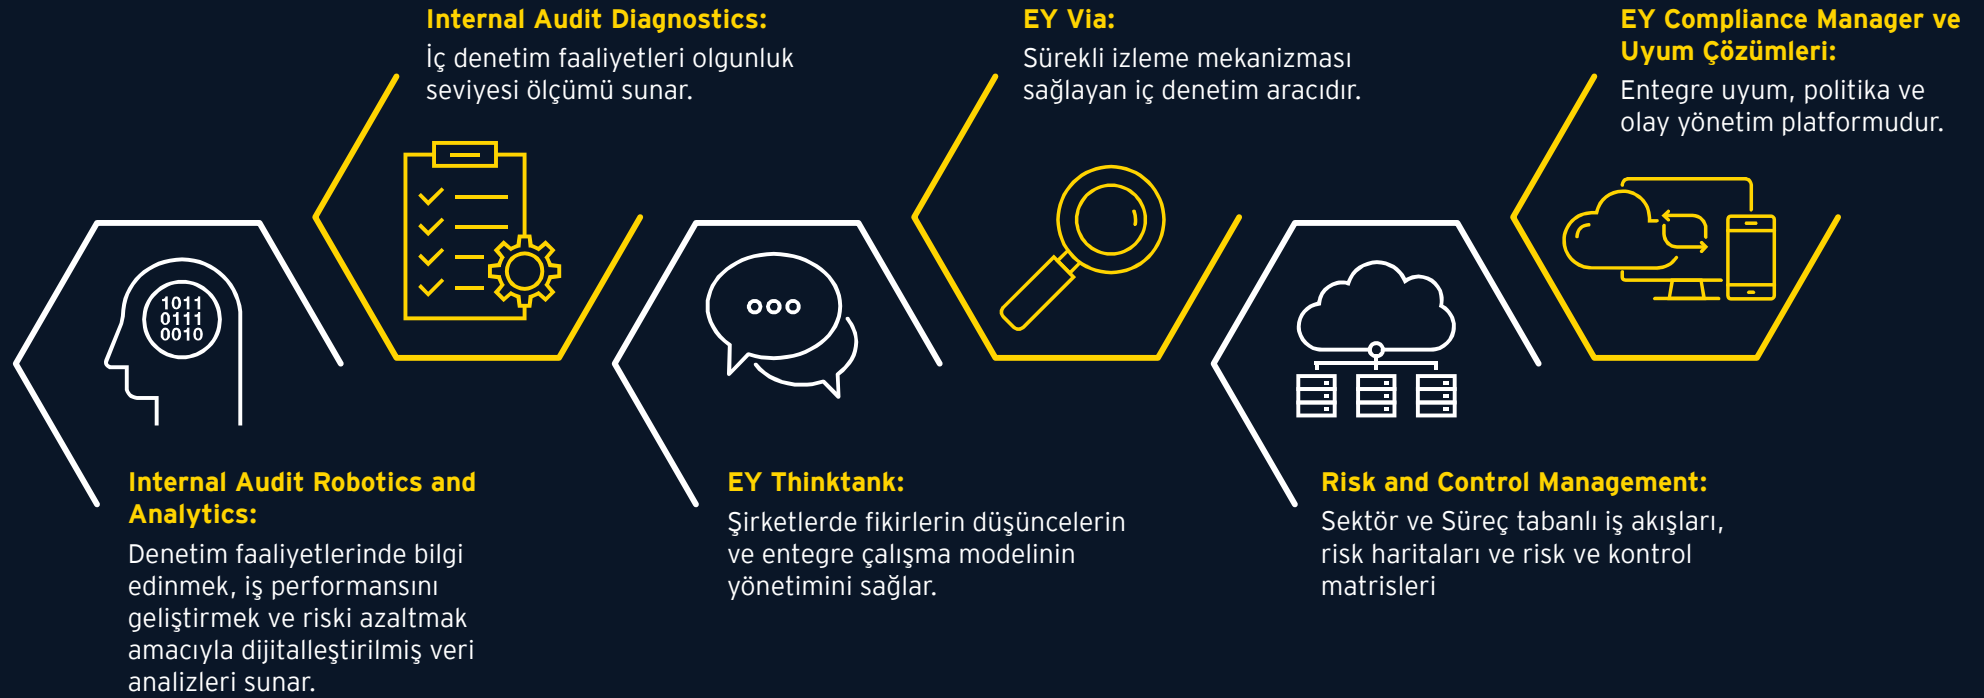 Internal Audit Diagnostics:
İç denetim faaliyetleri olgunluk
seviyesi ölçümü sunar.
EY Via:
Sürekli izleme mekanizması
sağlayan iç denetim aracıdır.
EY Compliance Manager ve
Uyum Çözümleri:
Entegre uyum, politika ve
olay yönetim platformudur.
1011
0111
0010
Internal Audit Robotics and
Analytics:
Denetim faaliyetlerinde bilgi
edinmek, iş performansını
geliştirmek ve riski azaltmak
amacıyla dijitalleştirilmiş veri
analizleri sunar.
EY Thinktank:
Şirketlerde fikirlerin düşüncelerin
ve entegre çalışma modelinin
yönetimini sağlar.
Risk and Control Management:
Sektör ve Süreç tabanlı iş akışları,
risk haritaları ve risk ve kontrol
matrisleri